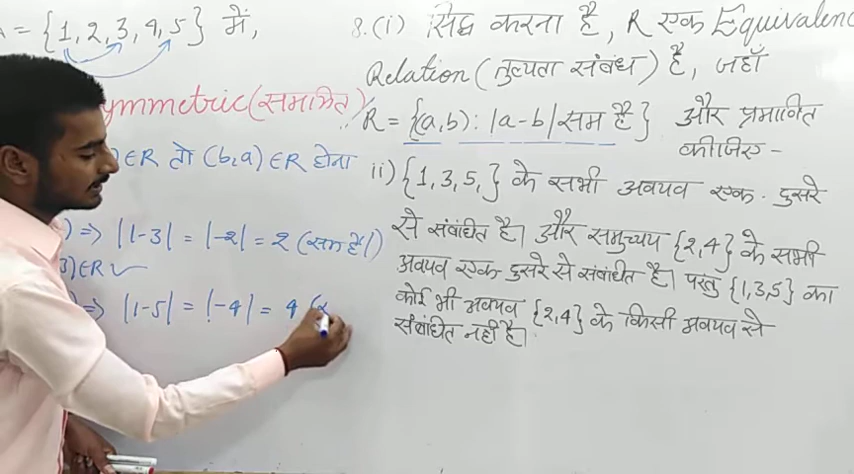 A = {1, 2, 3, 4, 5} में,
ymmetric (सममित)
∈R तो (b, a) ∈ R होना
) => |1-3| = |-2| = 2 (सम है।)
3) ∈ R ✓
) => |1-5| = |-4| = 4 (
8. (i) सिद्ध करना है, R एक Equivalenc
Relation (तुल्यता संबंध) है, जहाँ
R = {(a, b) : |a-b| सम है} और प्रमाणित
कीजिए -
ii) {1, 3, 5,} के सभी अवयव एक दुसरे
से संबंधित है। और समुच्चय {2, 4} के सभी
अवयव एक दुसरे से संबंधित है। परंतु {1, 3, 5} का
कोई भी अवयव {2, 4} के किसी अवयव से
संबंधित नहीं है।